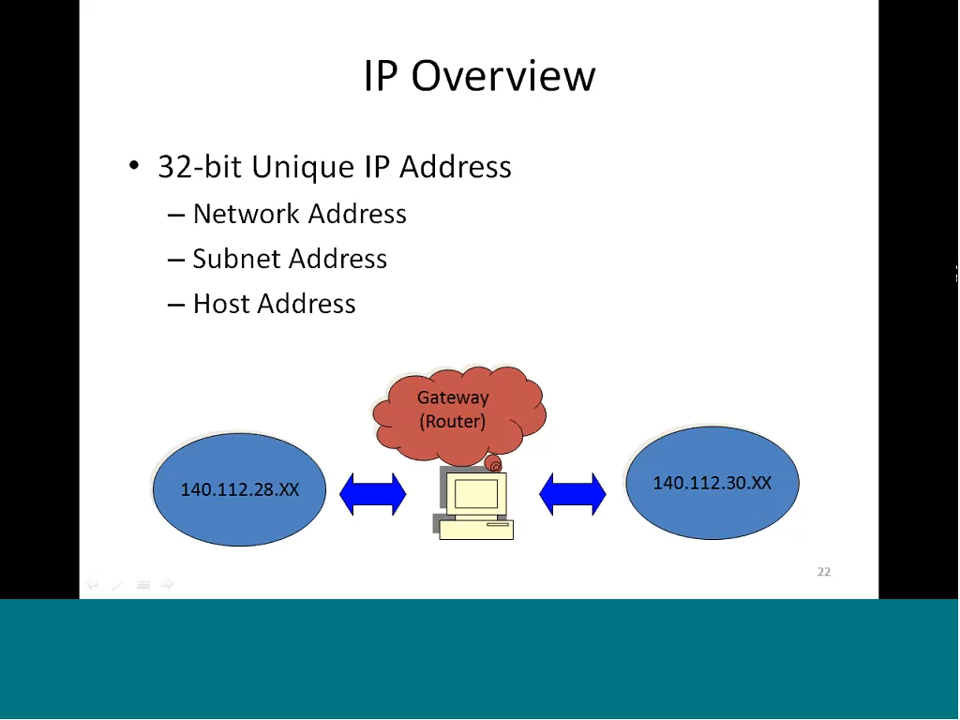 IP Overview
• 32-bit Unique IP Address
– Network Address
– Subnet Address
– Host Address
Gateway
(Router)
140.112.28.XX
140.112.30.XX
22